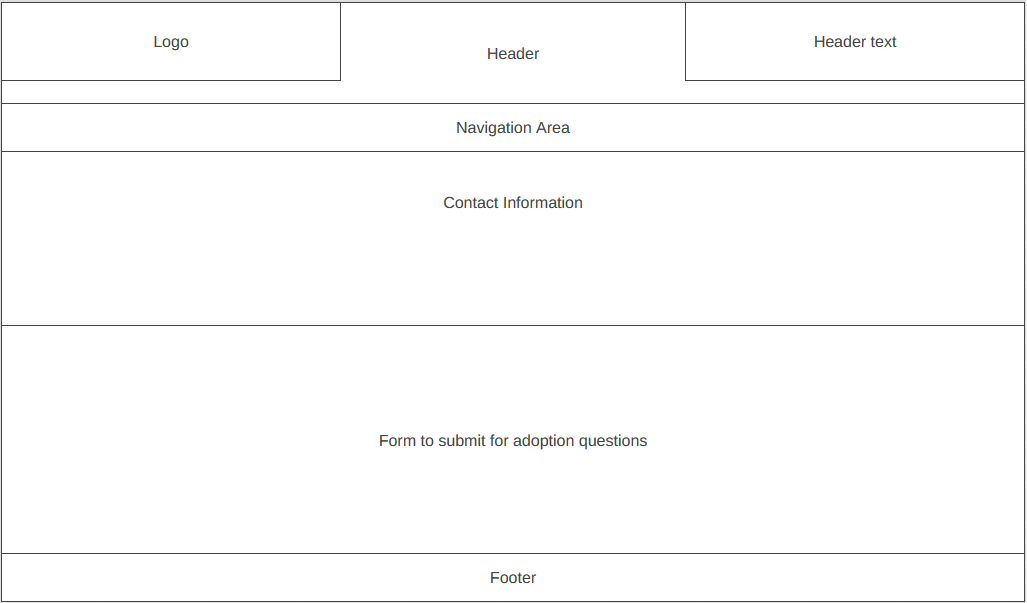 Logo
Header
Header text
Navigation Area
Contact Information
Form to submit for adoption questions
Footer